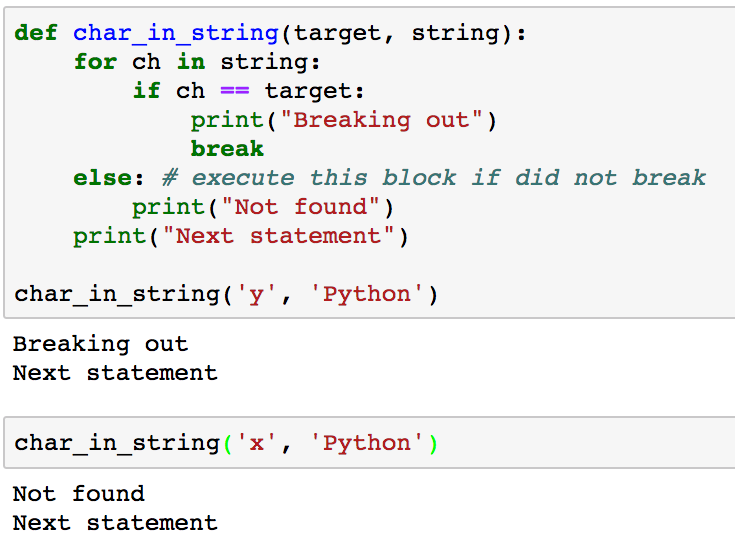 def char_in_string(target, string):
    for ch in string:
        if ch == target:
            print("Breaking out")
            break
    else: # execute this block if did not break
        print("Not found")
    print("Next statement")

char_in_string('y', 'Python')
Breaking out
Next statement
char_in_string('x', 'Python')
Not found
Next statement